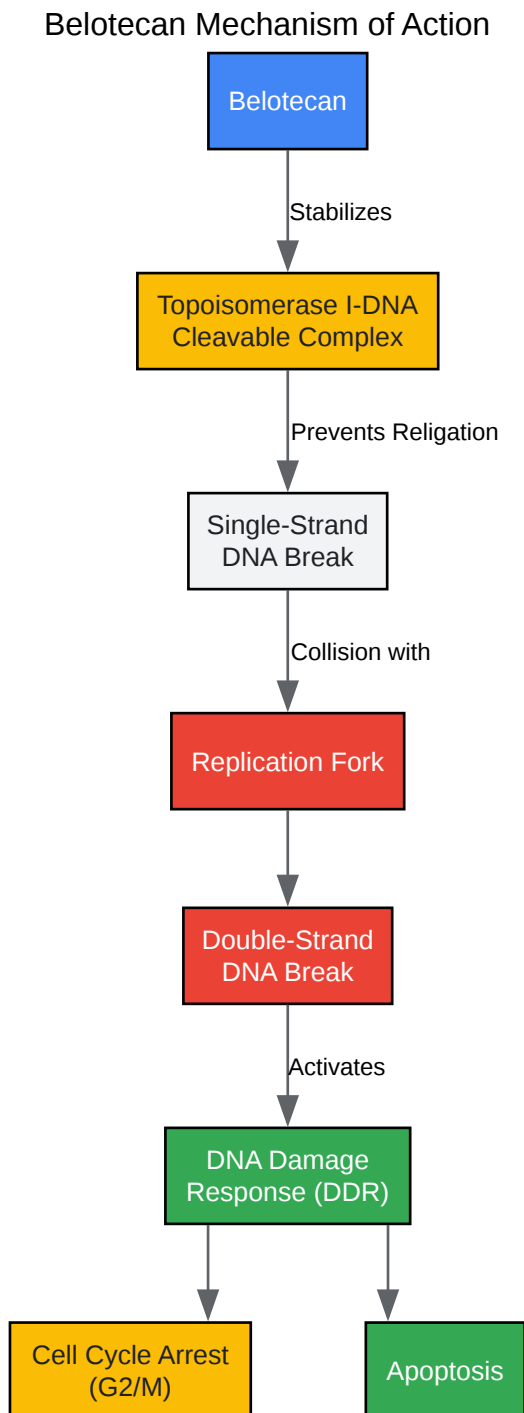 Belotecan Mechanism of Action
Belotecan
Stabilizes
Topoisomerase I-DNA
Cleavable Complex
Prevents Religation
Single-Strand
DNA Break
Collision with
Replication Fork
Double-Strand
DNA Break
Activates
DNA Damage
Response (DDR)
Cell Cycle Arrest
(G2/M)
Apoptosis